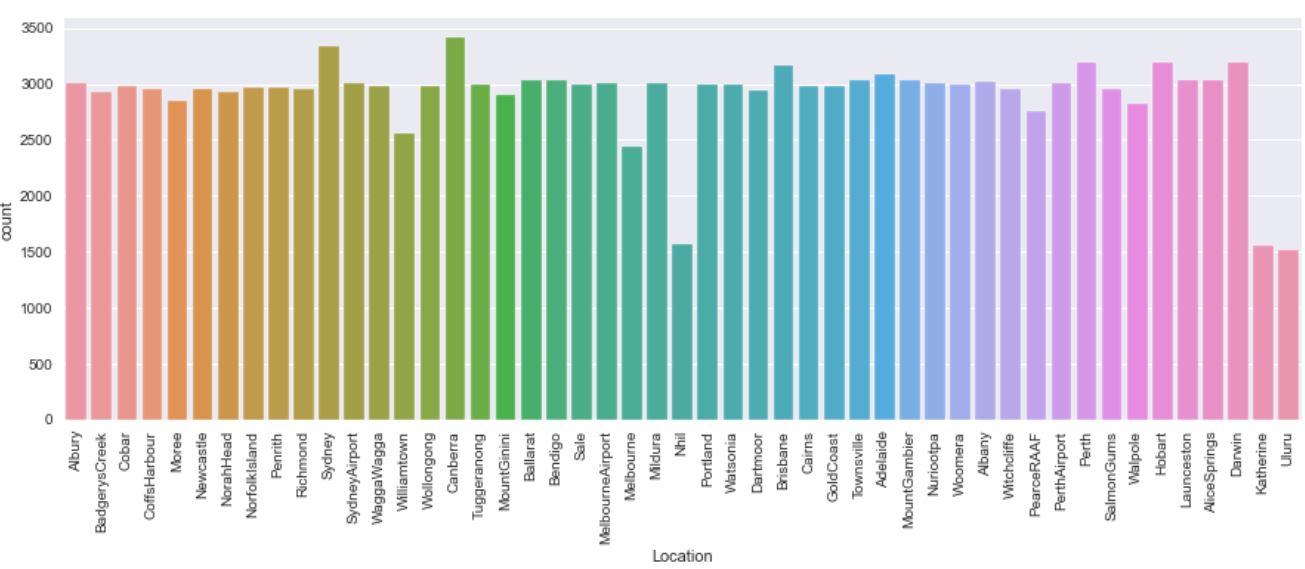 3500
3000
2500
2000
1500
1000
500
0
count
Albury
BadgerysCreek
Cobar
CoffsHarbour
Moree
Newcastle
NorahHead
NorfolkIsland
Penrith
Richmond
Sydney
SydneyAirport
WaggaWagga
Williamtown
Wollongong
Canberra
Tuggeranong
MountGinini
Ballarat
Bendigo
Sale
MelbourneAirport
Melbourne
Mildura
Nhil
Portland
Watsonia
Dartmoor
Brisbane
Cairns
GoldCoast
Townsville
Adelaide
MountGambier
Nuriootpa
Woomera
Albany
Witchcliffe
PearceRAAF
PerthAirport
Perth
SalmonGums
Walpole
Hobart
Launceston
AliceSprings
Darwin
Katherine
Uluru
Location